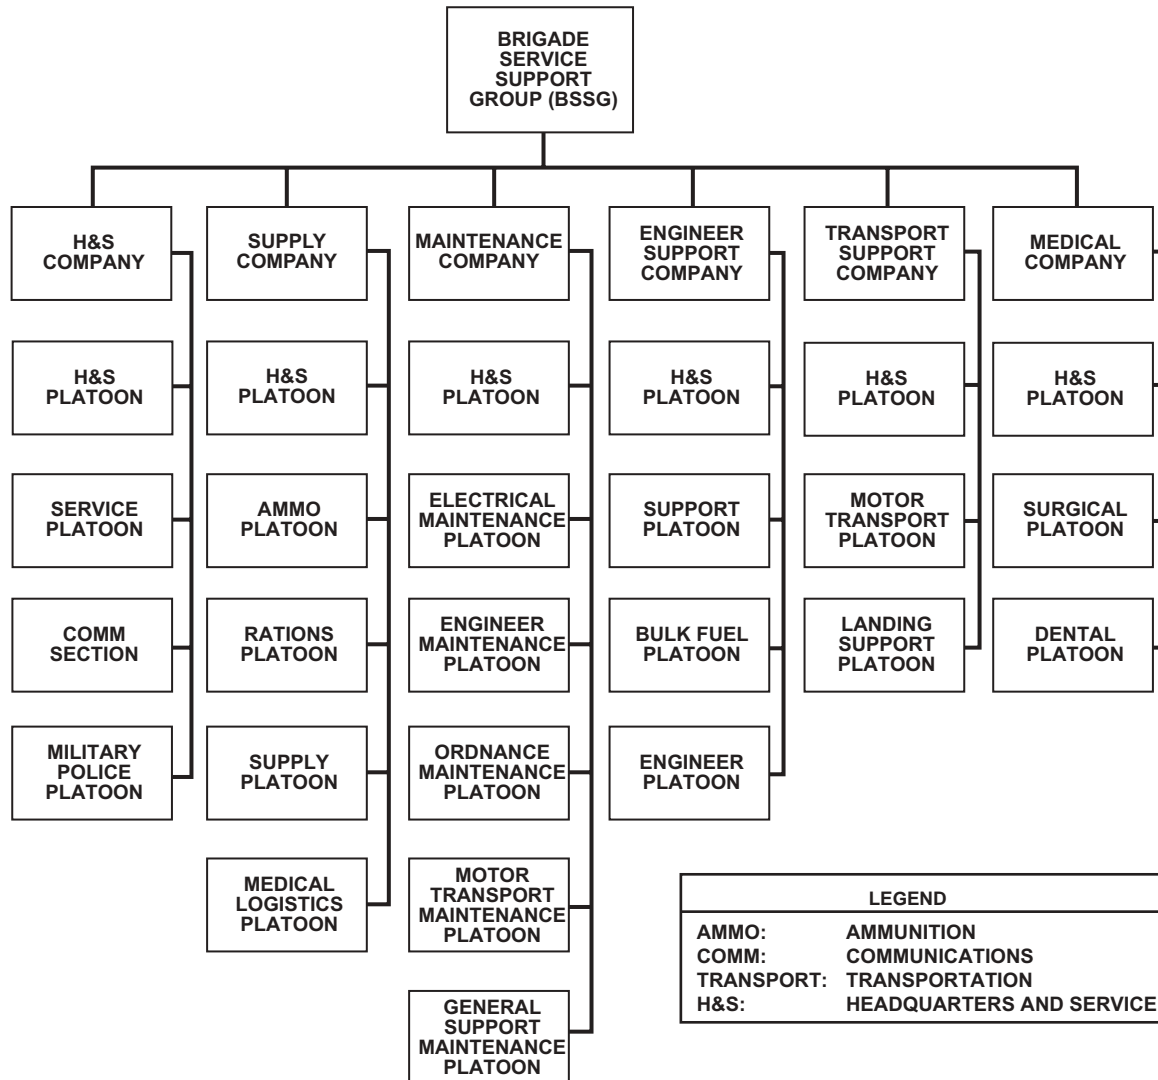 BRIGADE
SERVICE
SUPPORT
GROUP (BSSG)
H&S
COMPANY
H&S
PLATOON
SERVICE
PLATOON
COMM
SECTION
MILITARY
POLICE
PLATOON
SUPPLY
COMPANY
H&S
PLATOON
AMMO
PLATOON
RATIONS
PLATOON
SUPPLY
PLATOON
MEDICAL
LOGISTICS
PLATOON
MAINTENANCE
COMPANY
H&S
PLATOON
ELECTRICAL
MAINTENANCE
PLATOON
ENGINEER
MAINTENANCE
PLATOON
ORDNANCE
MAINTENANCE
PLATOON
MOTOR
TRANSPORT
MAINTENANCE
PLATOON
GENERAL
SUPPORT
MAINTENANCE
PLATOON
ENGINEER
SUPPORT
COMPANY
H&S
PLATOON
SUPPORT
PLATOON
BULK FUEL
PLATOON
ENGINEER
PLATOON
TRANSPORT
SUPPORT
COMPANY
H&S
PLATOON
MOTOR
TRANSPORT
PLATOON
LANDING
SUPPORT
PLATOON
MEDICAL
COMPANY
H&S
PLATOON
SURGICAL
PLATOON
DENTAL
PLATOON
LEGEND
AMMO: AMMUNITION
COMM: COMMUNICATIONS
TRANSPORT: TRANSPORTATION
H&S: HEADQUARTERS AND SERVICE